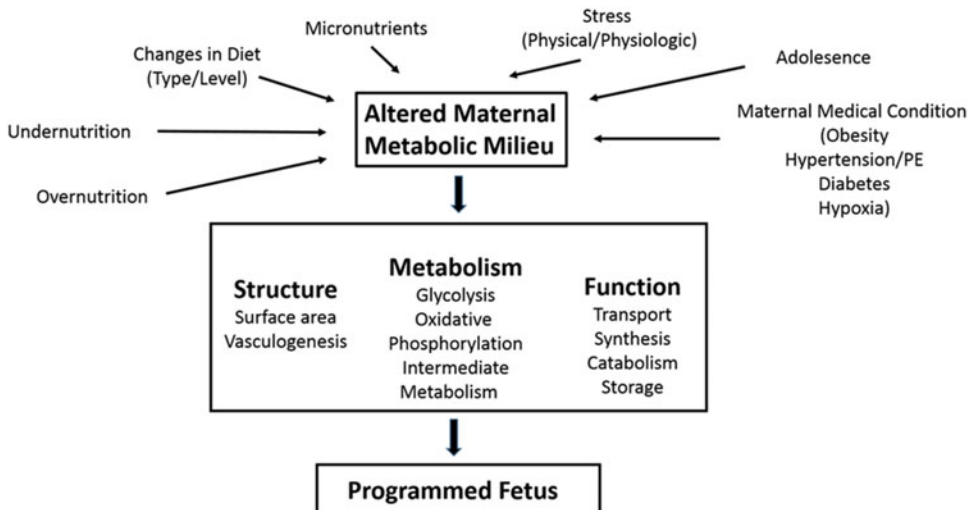 Micronutrients
Stress
(Physical/Physiologic)
Changes in Diet
(Type/Level)
Adolesence
Undernutrition
Overnutrition
Altered Maternal
Metabolic Milieu
Maternal Medical Condition
(Obesity
Hypertension/PE
Diabetes
Hypoxia)
Structure
Surface area
Vasculogenesis
Metabolism
Glycolysis
Oxidative
Phosphorylation
Intermediate
Metabolism
Function
Transport
Synthesis
Catabolism
Storage
Programmed Fetus